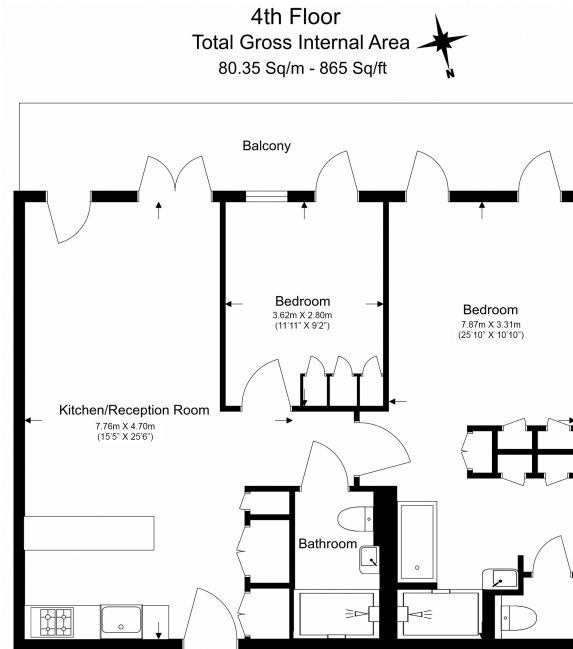 4th Floor
Total Gross Internal Area
80.35 Sq/m - 865 Sq/ft
N
Balcony
Bedroom
3.62m X 2.80m
(11'11" X 9'2")
Bedroom
7.87m X 3.31m
(25'10" X 10'10")
Kitchen/Reception Room
7.76m X 4.70m
(15'5" X 25'6")
Bathroom